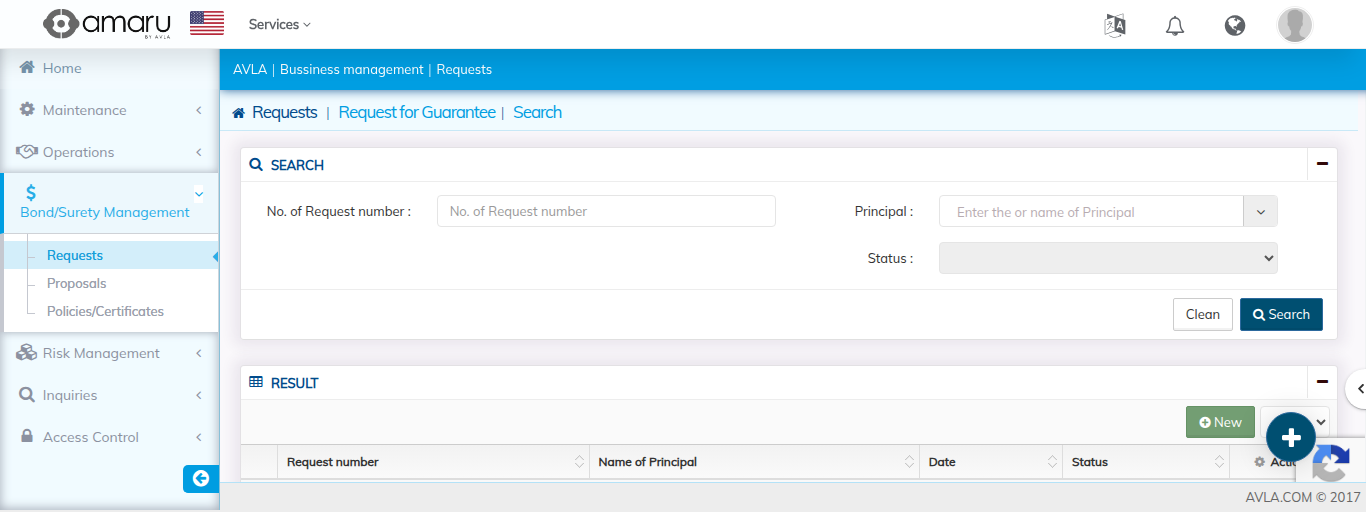 amaru
BY AVLA
Services
Home
Maintenance
Operations
Bond/Surety Management
Requests
Proposals
Policies/Certificates
Risk Management
Inquiries
Access Control
AVLA | Bussiness management | Requests
Requests | Request for Guarantee | Search
SEARCH
No. of Request number :
No. of Request number
Principal :
Enter the or name of Principal
Status :
Clean
Search
RESULT
New
Request number
Name of Principal
Date
Status
AVLA.COM © 2017